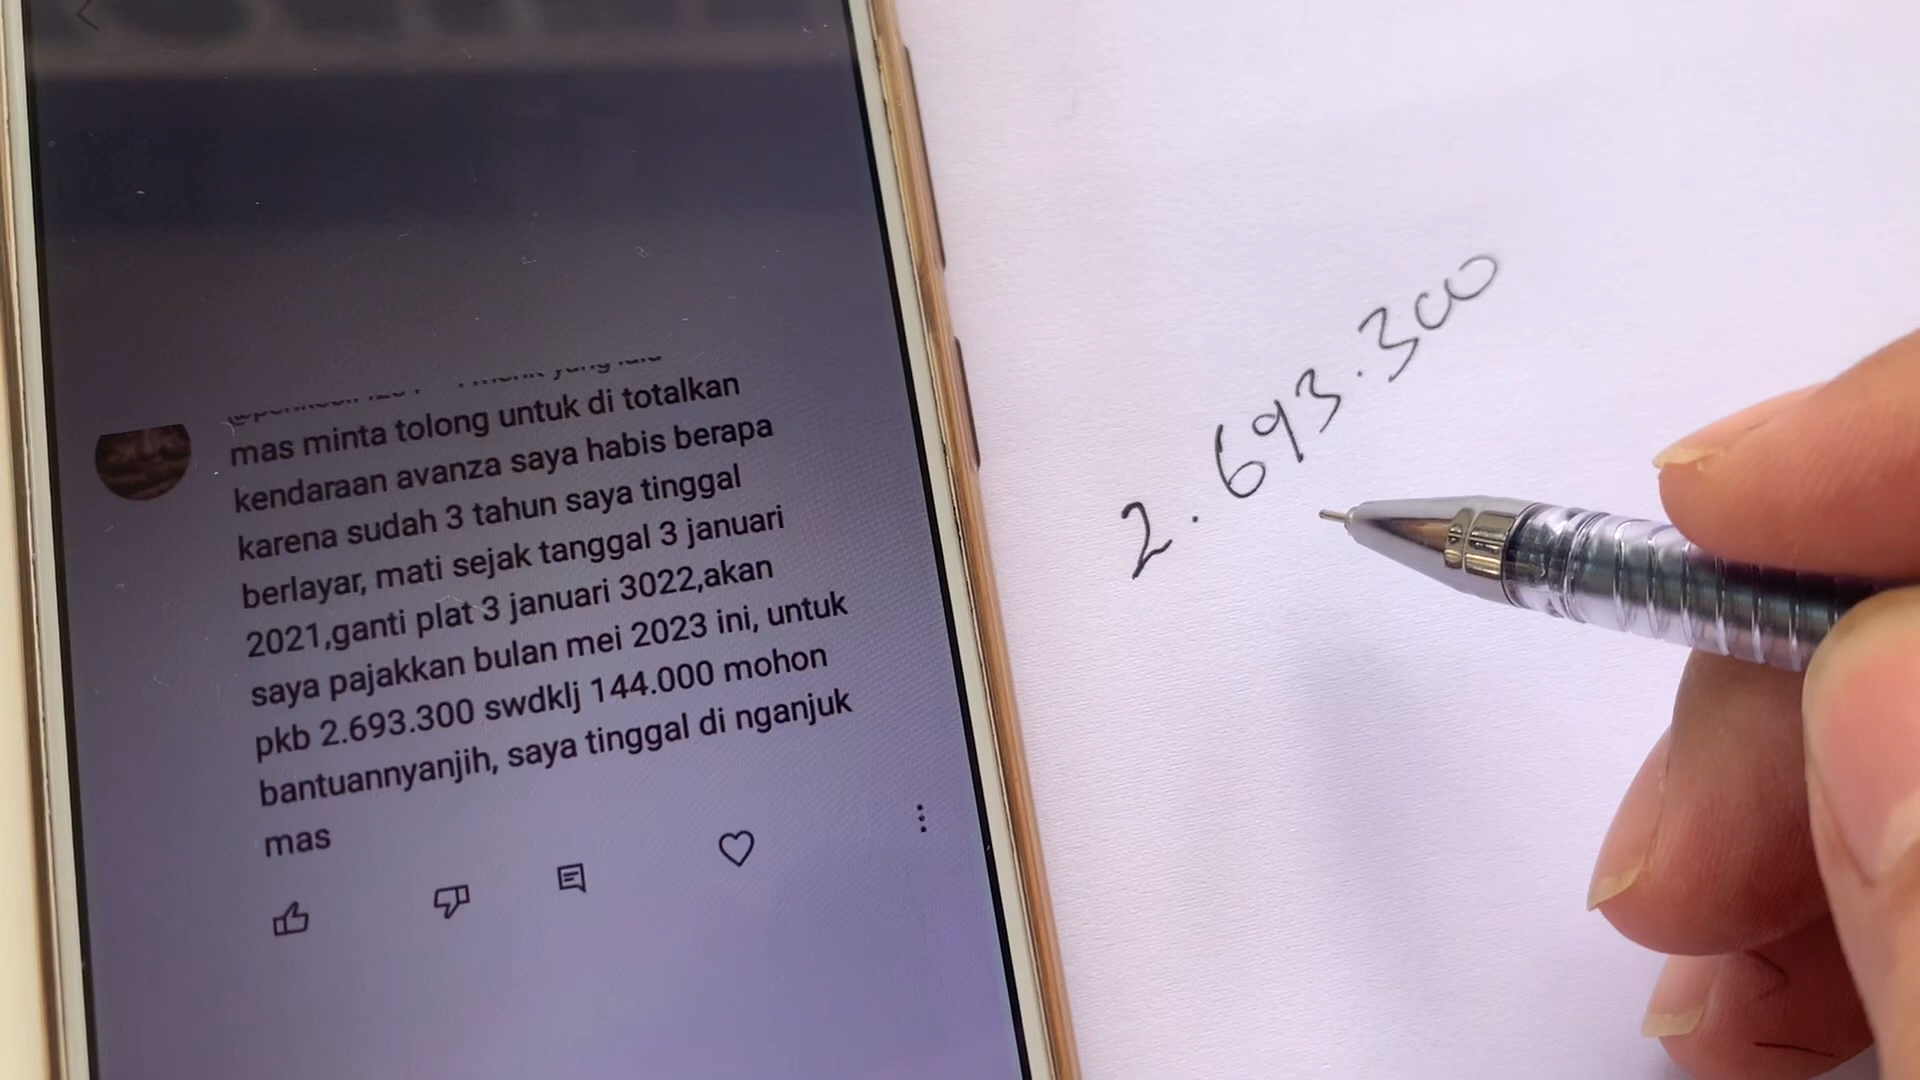 mas minta tolong untuk di totalkan
kendaraan avanza saya habis berapa
karena sudah 3 tahun saya tinggal
berlayar, mati sejak tanggal 3 januari
2021,ganti plat 3 januari 3022,akan
saya pajakkan bulan mei 2023 ini, untuk
pkb 2.693.300 swdklj 144.000 mohon
bantuannyanjih, saya tinggal di nganjuk
mas
2.693.300